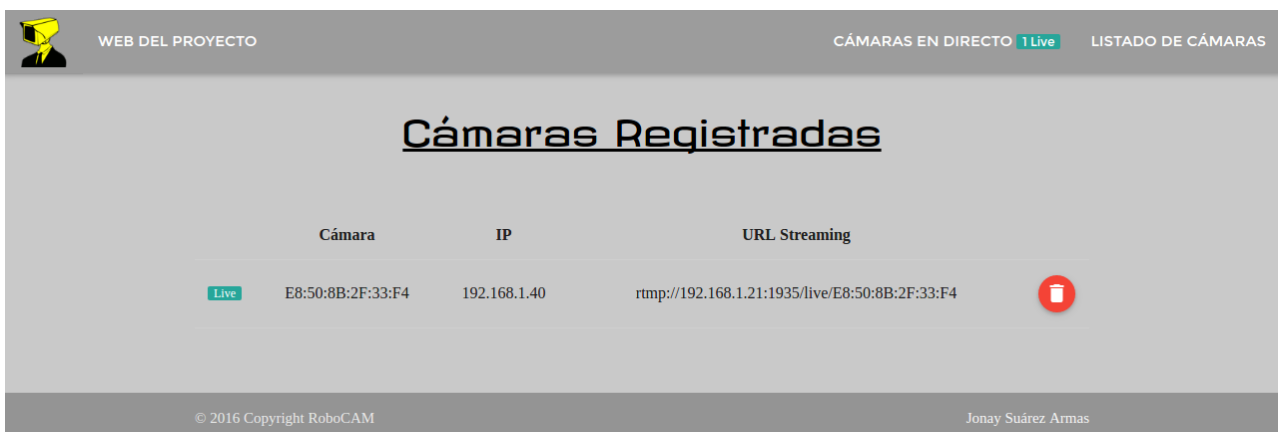 WEB DEL PROYECTO CÁMARAS EN DIRECTO 1 Live LISTADO DE CÁMARAS
Cámaras Registradas
Cámara IP URL Streaming
Live E8:50:8B:2F:33:F4 192.168.1.40 rtmp://192.168.1.21:1935/live/E8:50:8B:2F:33:F4
© 2016 Copyright RoboCAM Jonay Suárez Armas